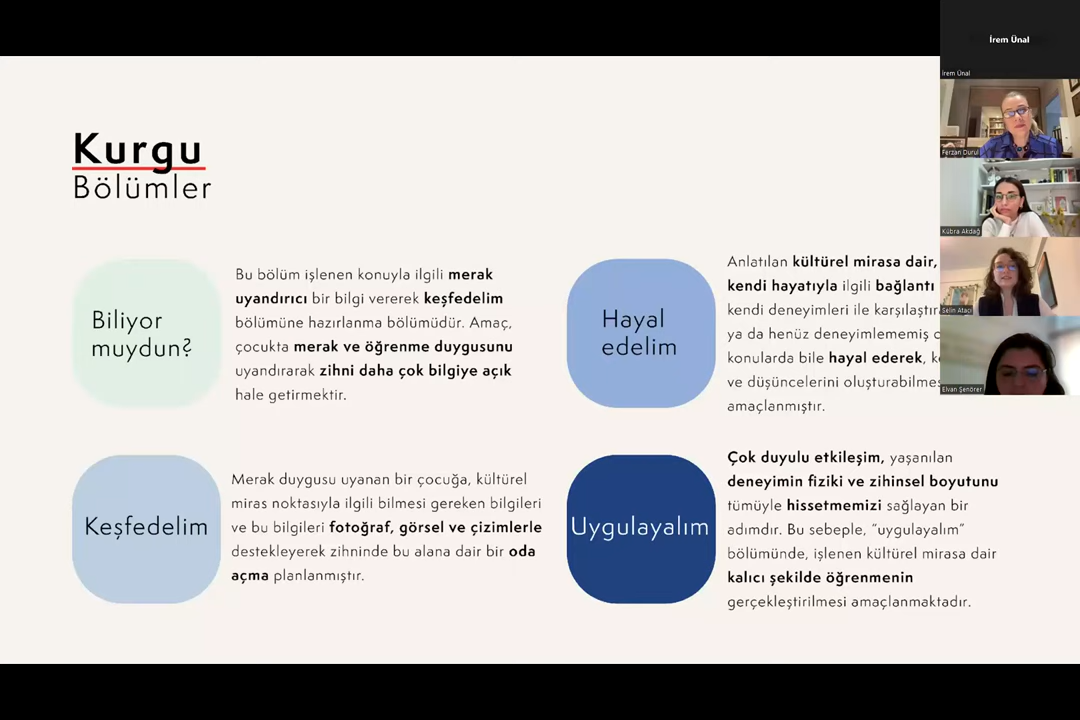 Kurgu
Bölümler
Biliyor
muydun?
Bu bölüm işlenen konuyla ilgili merak
uyandırıcı bir bilgi vererek keşfedelim
bölümüne hazırlanma bölümüdür. Amaç,
çocukta merak ve öğrenme duygusunu
uyandırarak zihni daha çok bilgiye açık
hale getirmektir.
Hayal
edelim
Anlatılan kültürel mirasa dair,
kendi hayatıyla ilgili bağlantı
kendi deneyimleri ile karşılaştır
ya da henüz deneyimlememiş
konularda bile hayal ederek,
ve düşüncelerini oluşturabilmes
amaçlanmıştır.
Keşfedelim
Merak duygusu uyanan bir çocuğa, kültürel
miras noktasıyla ilgili bilmesi gereken bilgileri
ve bu bilgileri fotoğraf, görsel ve çizimlerle
destekleyerek zihninde bu alana dair bir oda
açma planlanmıştır.
Uygulayalım
Çok duyulu etkileşim, yaşanılan
deneyimin fiziki ve zihinsel boyutunu
tümüyle hissetmemizi sağlayan bir
adımdır. Bu sebeple, “uygulayalım”
bölümünde, işlenen kültürel mirasa dair
kalıcı şekilde öğrenmenin
gerçekleştirilmesi amaçlanmaktadır.
İrem Ünal
İrem Ünal
Ferzan Durul
Kübra Akdağ
Selin Atacı
Elvan Şenörer